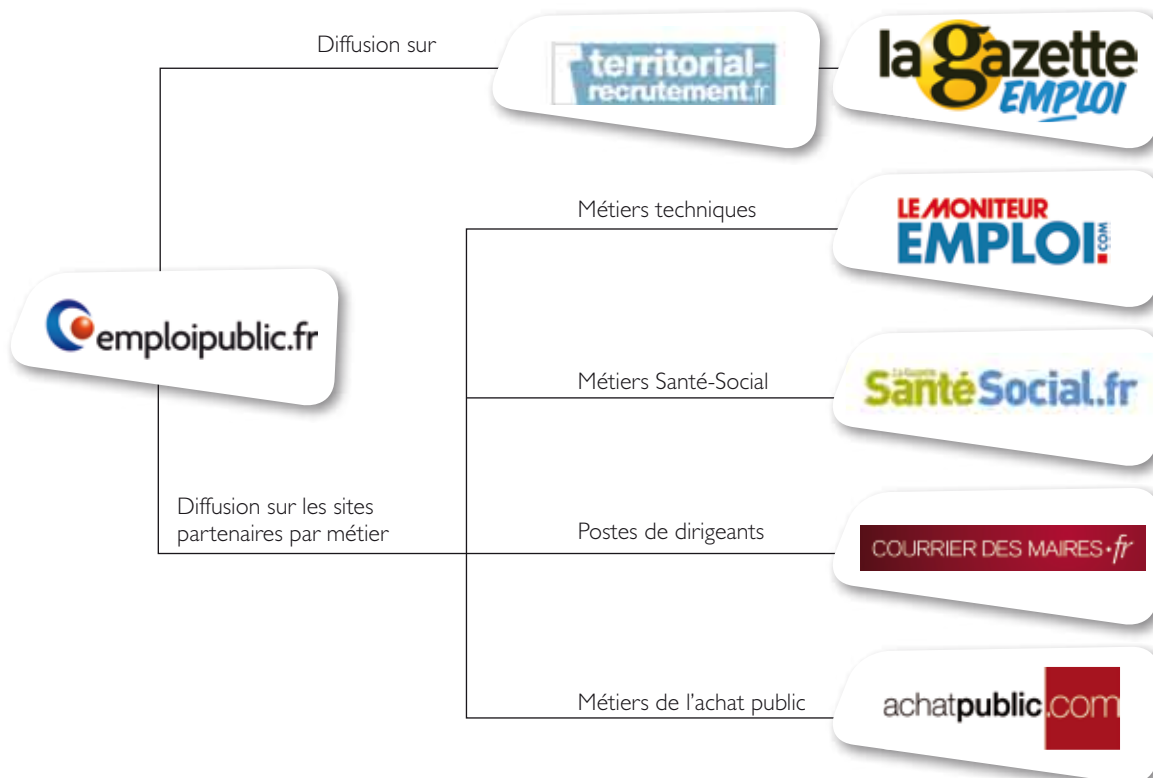 Diffusion sur
territorial-
recrutement.fr
la gazette
EMPLOI
Métiers techniques
LE MONITEUR
EMPLOI.COM
emploipublic.fr
Métiers Santé-Social
La Gazette
SantéSocial.fr
Diffusion sur les sites
partenaires par métier
Postes de dirigeants
COURRIER DES MAIRES.fr
Métiers de l'achat public
achatpublic.com